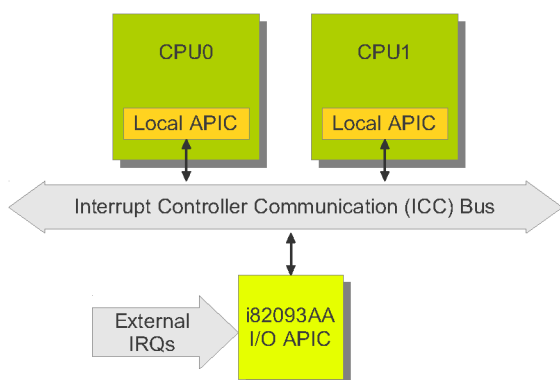 CPU0
CPU1
Local APIC
Local APIC
Interrupt Controller Communication (ICC) Bus
External
IRQs
i82093AA
I/O APIC